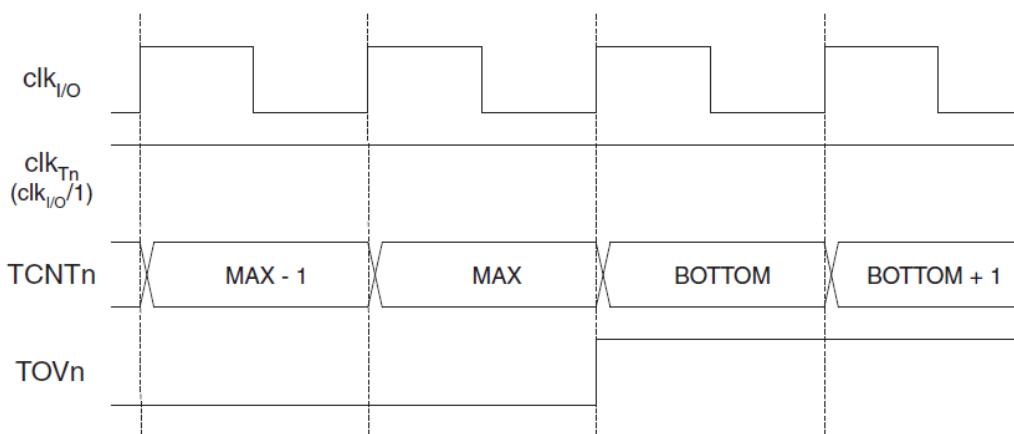 clkI/O
clkTn
(clkI/O/1)
TCNTn
MAX - 1
MAX
BOTTOM
BOTTOM + 1
TOVn